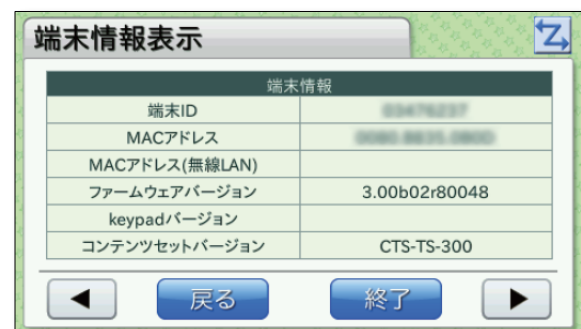 端末情報表示
端末情報
端末ID
MACアドレス
MACアドレス(無線LAN)
ファームウェアバージョン 3.00b02r80048
keypadバージョン
コンテンツセットバージョン CTS-TS-300
戻る 終了